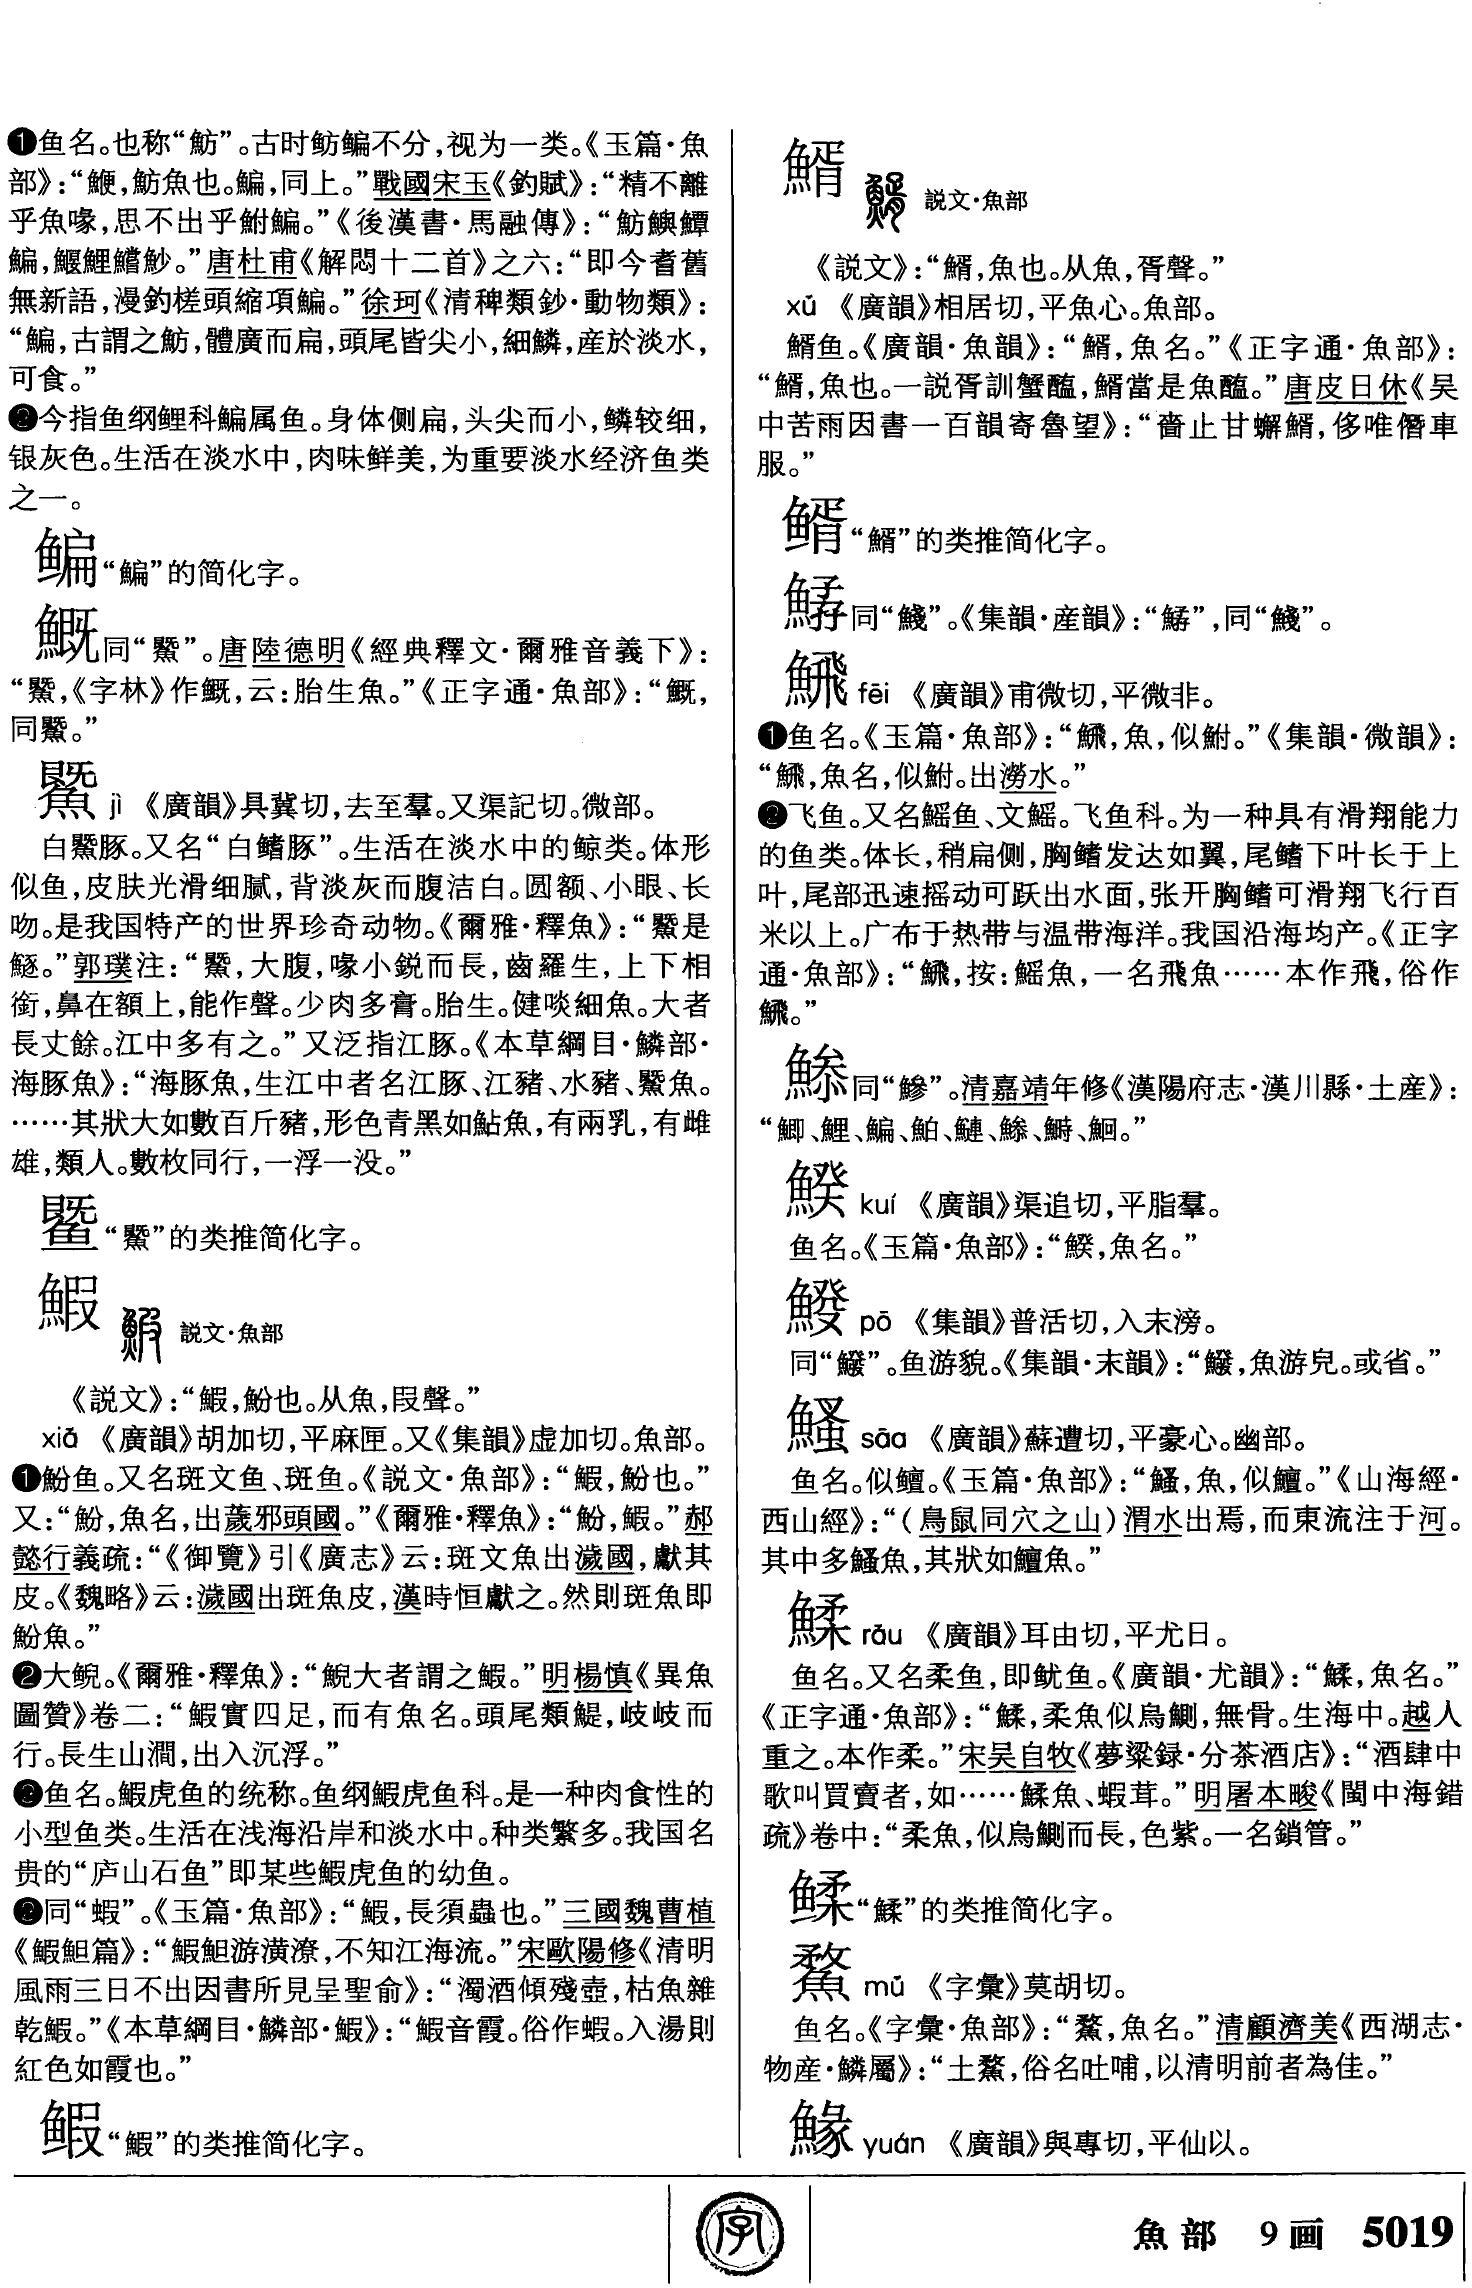 ❶鱼名。也称“魴”。古时鲂鳊不分,视为一类。《玉篇·魚
部》:“鯾,魴魚也。鯿,同上。”戰國宋玉《釣賦》:“精不離
乎魚喙,思不出乎鮒鯿。”《後漢書·馬融傳》:“魴鱮鱏
鯿,鰋鯉鱨魦。”唐杜甫《解悶十二首》之六:“即今耆舊
無新語,漫釣槎頭縮項鯿。”徐珂《清稗類鈔·動物類》:
“鯿,古謂之魴,體廣而扁,頭尾皆尖小,細鱗,産於淡水,
可食。”
❷今指鱼纲鲤科鯿属鱼。身体侧扁,头尖而小,鳞较细,
银灰色。生活在淡水中,肉味鲜美,为重要淡水经济鱼类
之一。
鳊“鯿”的简化字。
鱀同“鱀”。唐陸德明《經典釋文·爾雅音義下》:
“鱀,《字林》作䱛,云:胎生魚。”《正字通·魚部》:“䱛,
同鱀。”
鱀 jì 《廣韻》具冀切,去至羣。又渠記切。微部。
白鱀豚。又名“白鳍豚”。生活在淡水中的鲸类。体形
似鱼,皮肤光滑细腻,背淡灰而腹洁白。圆额、小眼、长
吻。是我国特产的世界珍奇动物。《爾雅·釋魚》:“鱀是
鱁。”郭璞注:“鱀,大腹,喙小鋭而長,齒羅生,上下相
銜,鼻在額上,能作聲。少肉多膏。胎生。健啖細魚。大者
長丈餘。江中多有之。”又泛指江豚。《本草綱目·鱗部·
海豚魚》:“海豚魚,生江中者名江豚、江豬、水豬、鱀魚。
……其狀大如數百斤豬,形色青黑如鮎魚,有兩乳,有雌
雄,類人。數枚同行,一浮一没。”
“鱀”的类推简化字。
鰕 説文·魚部
《説文》:“鰕,魵也。从魚,叚聲。”
xiā 《廣韻》胡加切,平麻匣。又《集韻》虚加切。魚部。
❶魵鱼。又名斑文鱼、斑鱼。《説文·魚部》:“鰕,魵也。”
又:“魵,魚名,出薉邪頭國。”《爾雅·釋魚》:“魵,鰕。”郝
懿行義疏:“《御覽》引《廣志》云:斑文魚出濊國,獻其
皮。《魏略》云:濊國出斑魚皮,漢時恒獻之。然則斑魚即
魵魚。”
❷大鲵。《爾雅·釋魚》:“鯢大者謂之鰕。”明楊慎《異魚
圖贊》卷二:“鰕實四足,而有魚名。頭尾類鯷,岐岐而
行。長生山澗,出入沉浮。”
❸鱼名。鰕虎鱼的统称。鱼纲鰕虎鱼科。是一种肉食性的
小型鱼类。生活在浅海沿岸和淡水中。种类繁多。我国名
贵的“庐山石鱼”即某些鰕虎鱼的幼鱼。
❹同“蝦”。《玉篇·魚部》:“鰕,長須蟲也。”三國魏曹植
《鰕䱇篇》:“鰕䱇游潢潦,不知江海流。”宋歐陽修《清明
風雨三日不出因書所見呈聖俞》:“濁酒傾殘壺,枯魚雜
乾鰕。”《本草綱目·鱗部·鰕》:“鰕音霞。俗作蝦。入湯則
紅色如霞也。”
“鰕”的类推简化字。
䱬 説文·魚部
《説文》:“䱬,魚也。从魚,胥聲。”
xǔ 《廣韻》相居切,平魚心。魚部。
䱬鱼。《廣韻·魚韻》:“䱬,魚名。”《正字通·魚部》:
“䱬,魚也。一説胥訓蟹醢,䱬當是魚醢。”唐皮日休《吴
中苦雨因書一百韻寄魯望》:“嗇止甘蠏䱬,侈唯僭車
服。”
“䱬”的类推简化字。
同“鯎”。《集韻·産韻》
鮢 fēi 《廣韻》甫微切,平微非。
❶鱼名。《玉篇·魚部》:“,魚,似鮒。”《集韻·微韻》:
“,魚名,似鮒。出澇水。”
❷飞鱼。又名鳐鱼、文鳐。飞鱼科。为一种具有滑翔能力
的鱼类。体长,稍扁侧,胸鳍发达如翼,尾鳍下叶长于上
叶,尾部迅速摇动可跃出水面,张开胸鳍可滑翔飞行百
米以上。广布于热带与温带海洋。我国沿海均产。《正字
通·魚部》:“,按:鰩魚,一名飛魚……本作飛,俗作
。”
同“鰺”。清嘉靖年修《漢陽府志·漢川縣·土産》:
“鯽、鯉、鯿、鮊、鰱、鯵、鰣、鮰。”
鍨 kuí 《廣韻》渠追切,平脂羣。
鱼名。《玉篇·魚部》:“,魚名。”
pō 《集韻》普活切,入末滂。
同“鱍”。鱼游貌。《集韻·末韻》:“鱍,魚游皃。或省。”
鰠 sāo 《廣韻》蘇遭切,平豪心。幽部。
鱼名。似鳣。《玉篇·魚部》:“鰠,魚,似鱣。”《山海經·
西山經》:“(鳥鼠同穴之山)渭水出焉,而東流注于河。
其中多鰠魚,其狀如鱣魚。”
鰇 róu 《廣韻》耳由切,平尤日。
鱼名。又名柔鱼,即鱿鱼。《廣韻·尤韻》:“鰇,魚名。”
《正字通·魚部》:“鰇,柔魚似烏鰂,無骨。生海中。越人
重之。本作柔。”宋吴自牧《夢粱録·分茶酒店》:“酒肆中
歌叫買賣者,如……鰇魚、蝦茸。”明屠本畯《閩中海錯
疏》卷中:“柔魚,似烏鰂而長,色紫。一名鎖管。”
“鰇”的类推简化字。
䱯 mú 《字彙》莫胡切。
鱼名。《字彙·魚部》:“,魚名。”清顧濟美《西湖志·
物産·鱗屬》:“土,俗名吐哺,以清明前者為佳。”
鰽 yuán 《廣韻》與專切,平仙以。
魚部 9画 5019